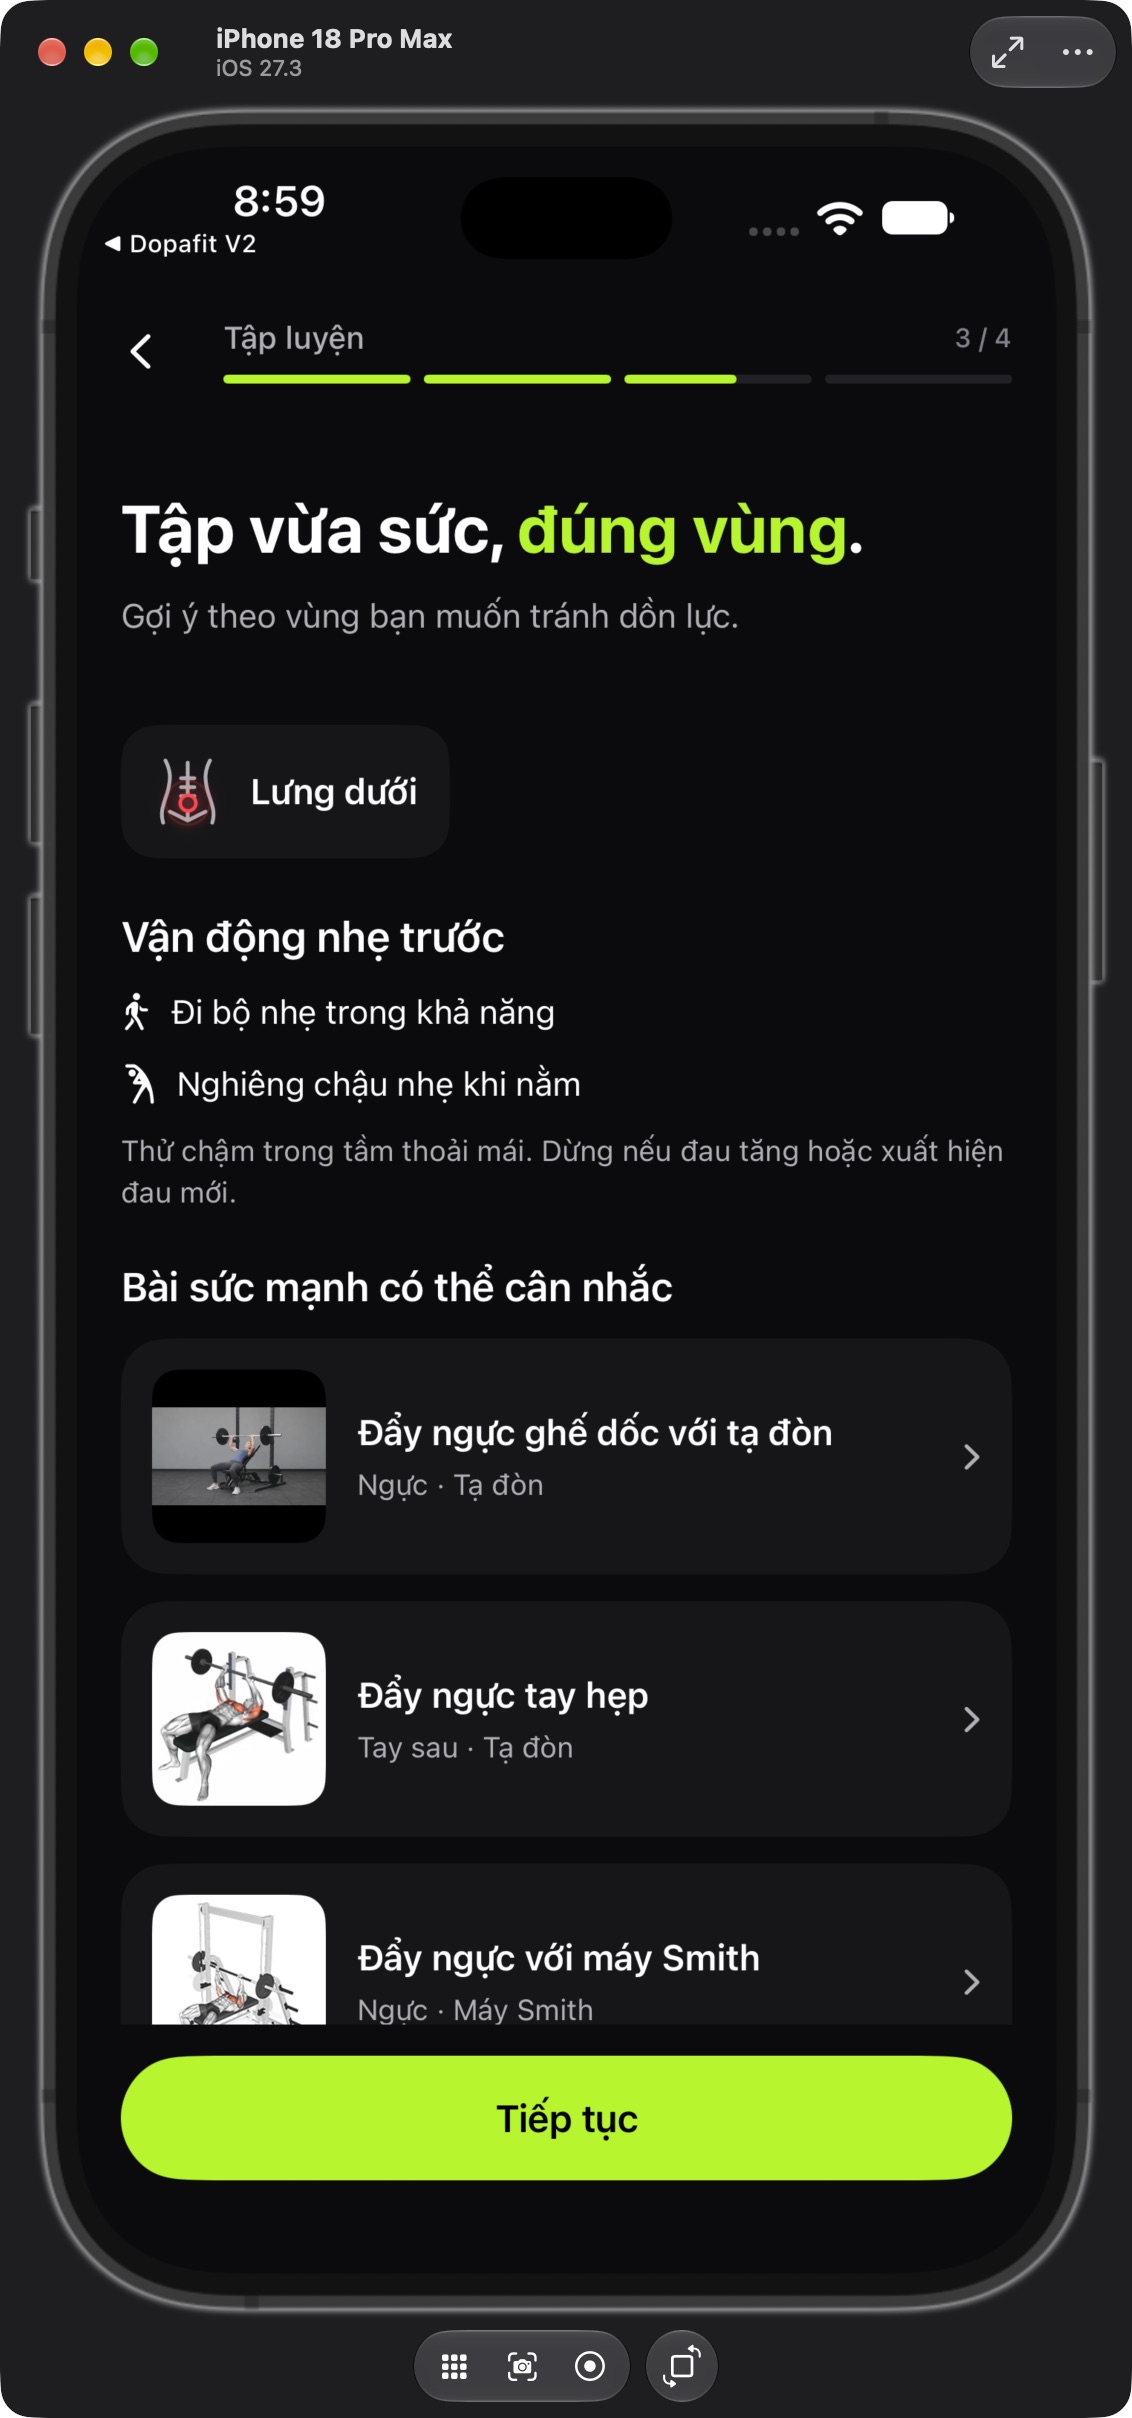 iPhone 18 Pro Max
iOS 27.3
8:59
◀ Dopafit V2
Tập luyện
3 / 4
Tập vừa sức, đúng vùng.
Gợi ý theo vùng bạn muốn tránh dồn lực.
Lưng dưới
Vận động nhẹ trước
Đi bộ nhẹ trong khả năng
Nghiêng chậu nhẹ khi nằm
Thử chậm trong tầm thoải mái. Dừng nếu đau tăng hoặc xuất hiện
đau mới.
Bài sức mạnh có thể cân nhắc
Đẩy ngực ghế dốc với tạ đòn
Ngực · Tạ đòn
Đẩy ngực tay hẹp
Tay sau · Tạ đòn
Đẩy ngực với máy Smith
Ngực · Máy Smith
Tiếp tục